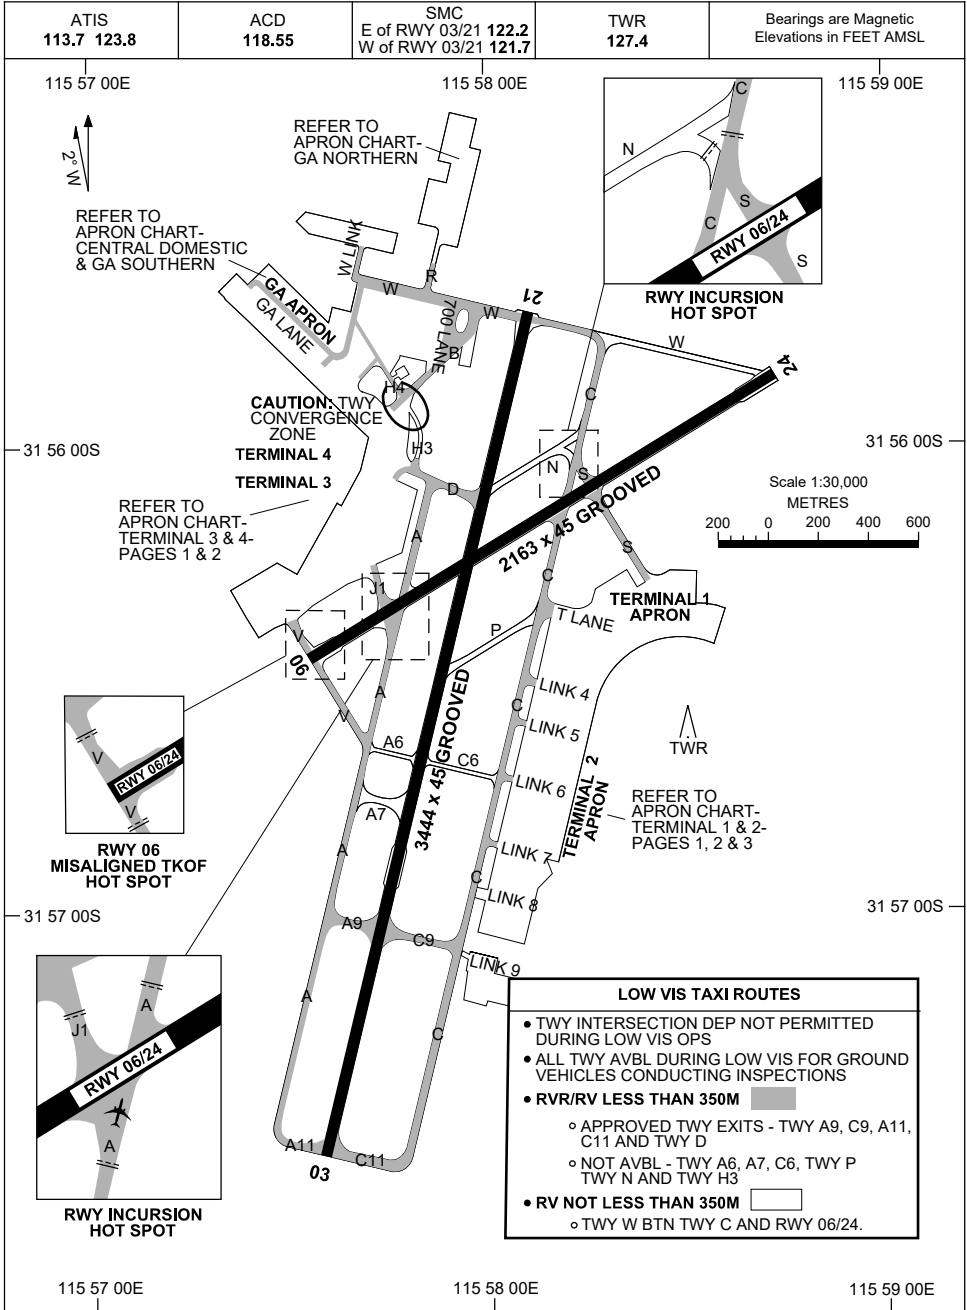 ATIS
113.7 123.8
ACD
118.55
SMC
E of RWY 03/21 122.2
W of RWY 03/21 121.7
TWR
127.4
Bearings are Magnetic
Elevations in FEET AMSL
115 57 00E
115 58 00E
115 59 00E
2° W
REFER TO
APRON CHART-
GA NORTHERN
REFER TO
APRON CHART-
CENTRAL DOMESTIC
& GA SOUTHERN
W LINK
R
W
700 LANE
W
21
W
B
GA APRON
GA LANE
H4
CAUTION: TWY
CONVERGENCE
ZONE
H3
TERMINAL 4
TERMINAL 3
REFER TO
APRON CHART-
TERMINAL 3 & 4-
PAGES 1 & 2
C
N
S
C
S
RWY 06/24
RWY INCURSION
HOT SPOT
24
C
31 56 00S
31 56 00S
N
S
D
A
2163 x 45 GROOVED
S
C
Scale 1:30,000
METRES
200 0 200 400 600
J1
TERMINAL 1
APRON
T LANE
V
06
P
A
V
LINK 4
C
LINK 5
TWR
A6
C6
LINK 6
3444 x 45 GROOVED
TERMINAL 2
APRON
REFER TO
APRON CHART-
TERMINAL 1 & 2-
PAGES 1, 2 & 3
V
RWY 06/24
V
RWY 06
MISALIGNED TKOF
HOT SPOT
A7
A
LINK 7
C
LINK 8
31 57 00S
31 57 00S
A9
C9
LINK 9
A
C
A
J1
RWY 06/24
A
RWY INCURSION
HOT SPOT
A11
C11
03
LOW VIS TAXI ROUTES
• TWY INTERSECTION DEP NOT PERMITTED
DURING LOW VIS OPS
• ALL TWY AVBL DURING LOW VIS FOR GROUND
VEHICLES CONDUCTING INSPECTIONS
• RVR/RV LESS THAN 350M
APPROVED TWY EXITS - TWY A9, C9, A11,
C11 AND TWY D
NOT AVBL - TWY A6, A7, C6, TWY P
TWY N AND TWY H3
• RV NOT LESS THAN 350M
TWY W BTN TWY C AND RWY 06/24.
115 57 00E
115 58 00E
115 59 00E